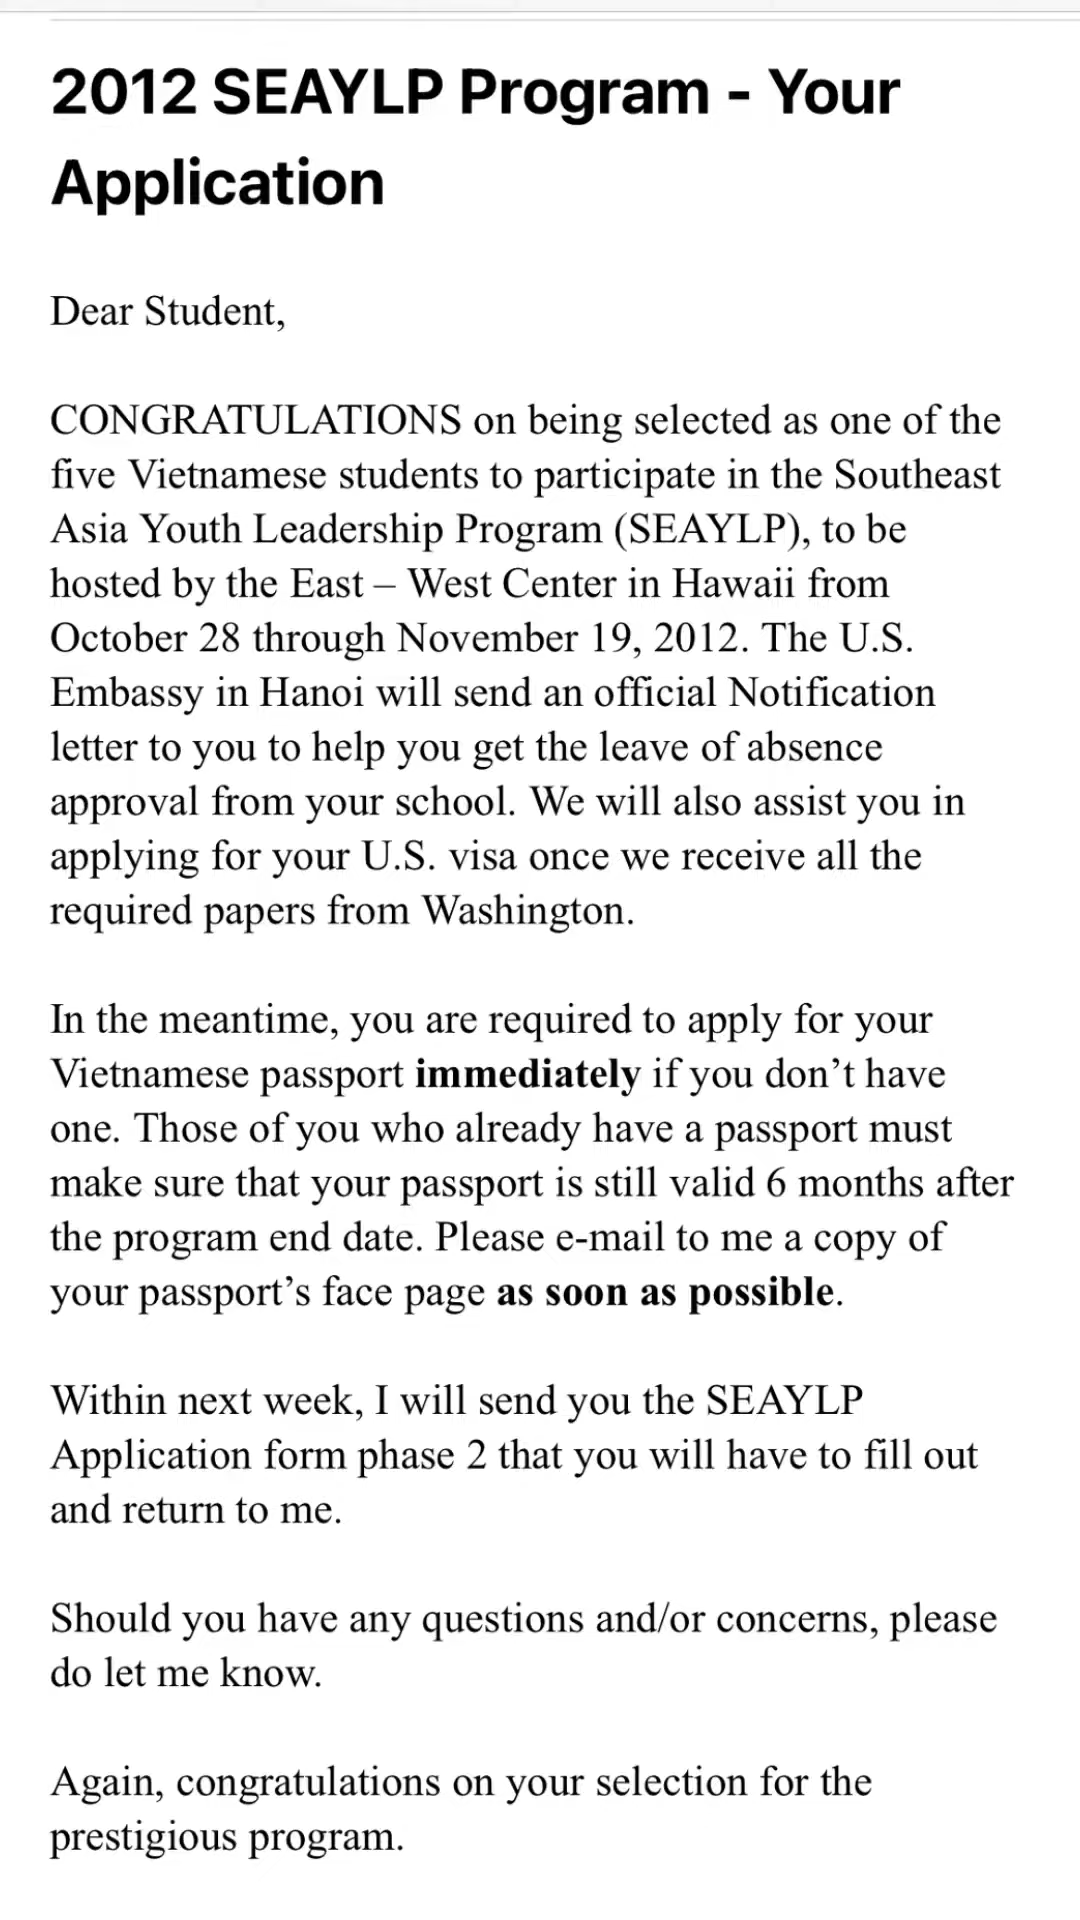 2012 SEAYLP Program - Your
Application
Dear Student,
CONGRATULATIONS on being selected as one of the
five Vietnamese students to participate in the Southeast
Asia Youth Leadership Program (SEAYLP), to be
hosted by the East – West Center in Hawaii from
October 28 through November 19, 2012. The U.S.
Embassy in Hanoi will send an official Notification
letter to you to help you get the leave of absence
approval from your school. We will also assist you in
applying for your U.S. visa once we receive all the
required papers from Washington.
In the meantime, you are required to apply for your
Vietnamese passport immediately if you don’t have
one. Those of you who already have a passport must
make sure that your passport is still valid 6 months after
the program end date. Please e-mail to me a copy of
your passport’s face page as soon as possible.
Within next week, I will send you the SEAYLP
Application form phase 2 that you will have to fill out
and return to me.
Should you have any questions and/or concerns, please
do let me know.
Again, congratulations on your selection for the
prestigious program.